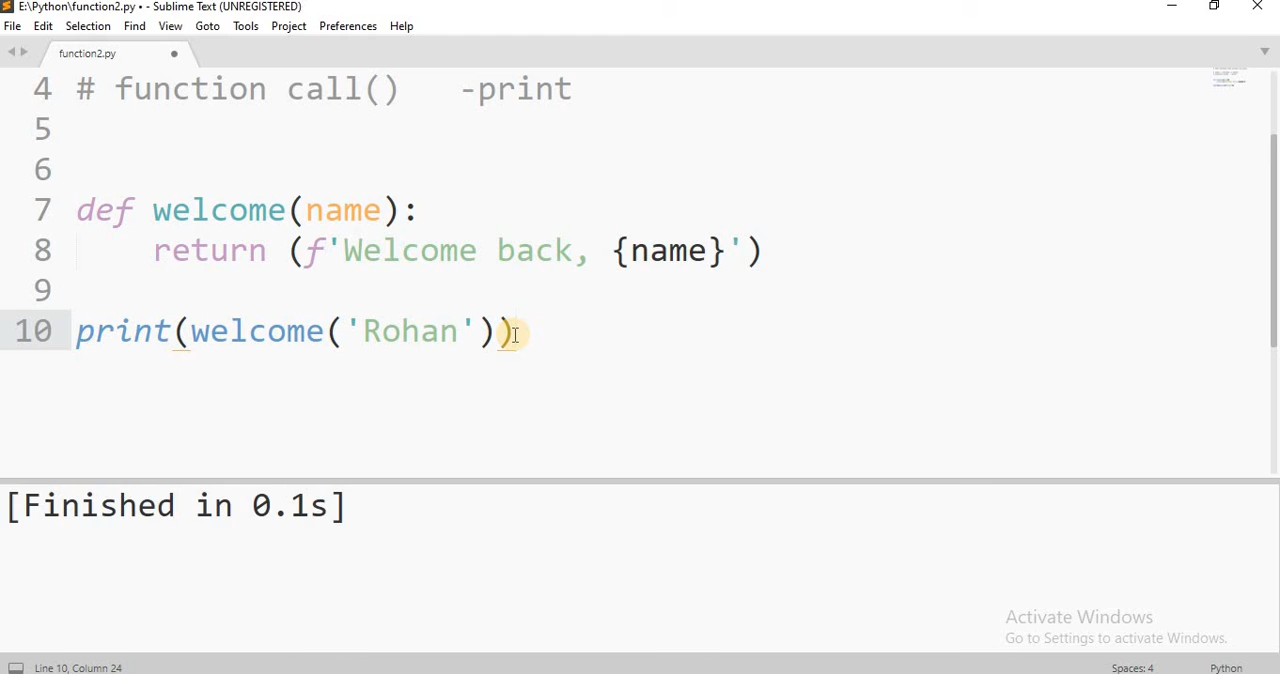 E:\Python\function2.py • - Sublime Text (UNREGISTERED)
File Edit Selection Find View Goto Tools Project Preferences Help
function2.py
4 # function call()   -print
5
6
7 def welcome(name):
8     return (f'Welcome back, {name}')
9
10 print(welcome('Rohan'))
[Finished in 0.1s]
Activate Windows
Go to Settings to activate Windows.
Line 10, Column 24 Spaces: 4 Python